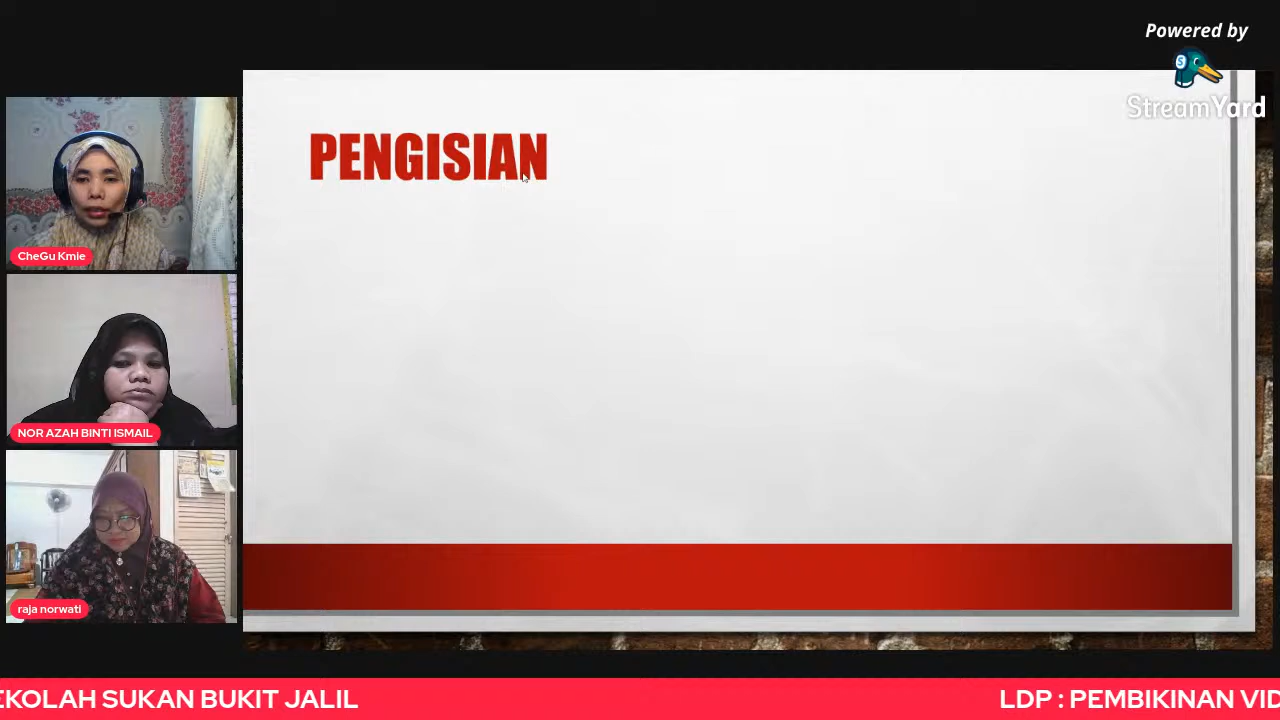 Powered by
StreamYard
PENGISIAN
CheGu Kmie
NOR AZAH BINTI ISMAIL
raja norwati
EKOLAH SUKAN BUKIT JALIL
LDP : PEMBIKINAN VID